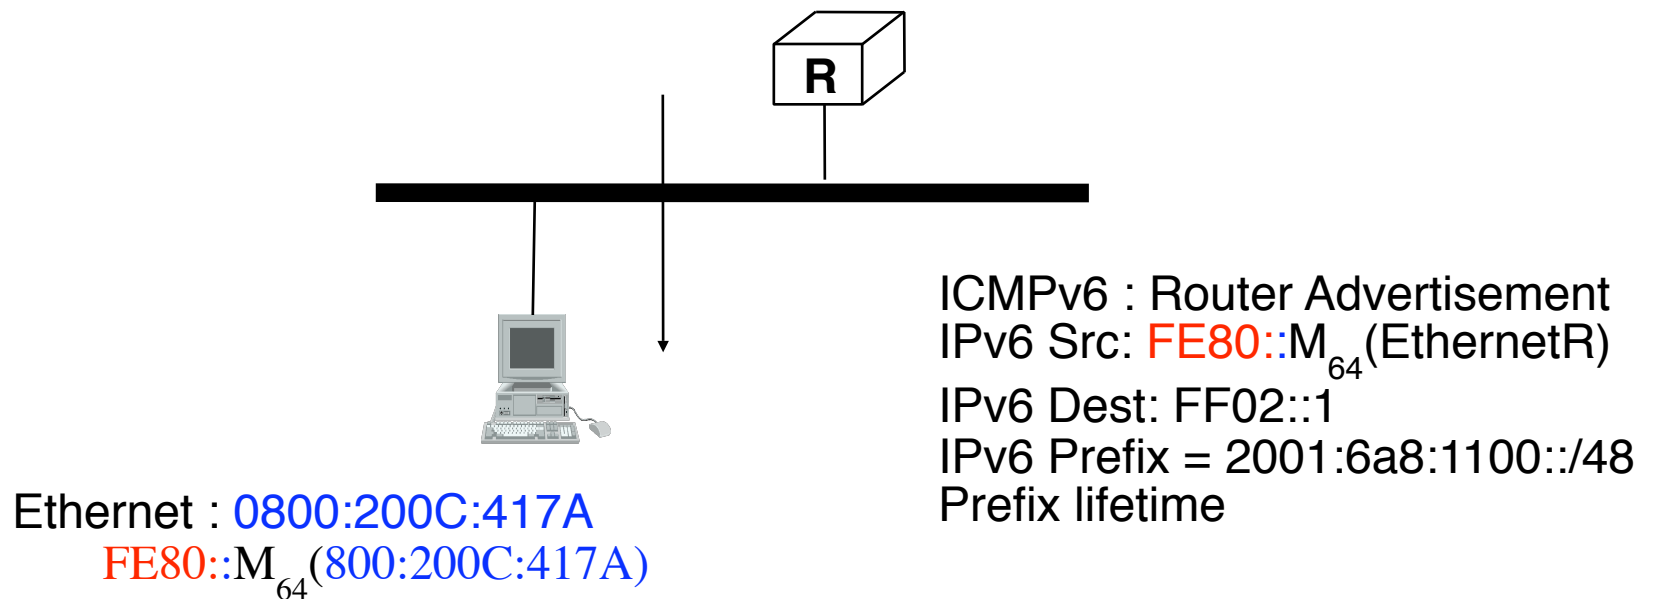 R
ICMPv6 : Router Advertisement
IPv6 Src: FE80::M64(EthernetR)
IPv6 Dest: FF02::1
IPv6 Prefix = 2001:6a8:1100::/48
Prefix lifetime
Ethernet : 0800:200C:417A
FE80::M64(800:200C:417A)